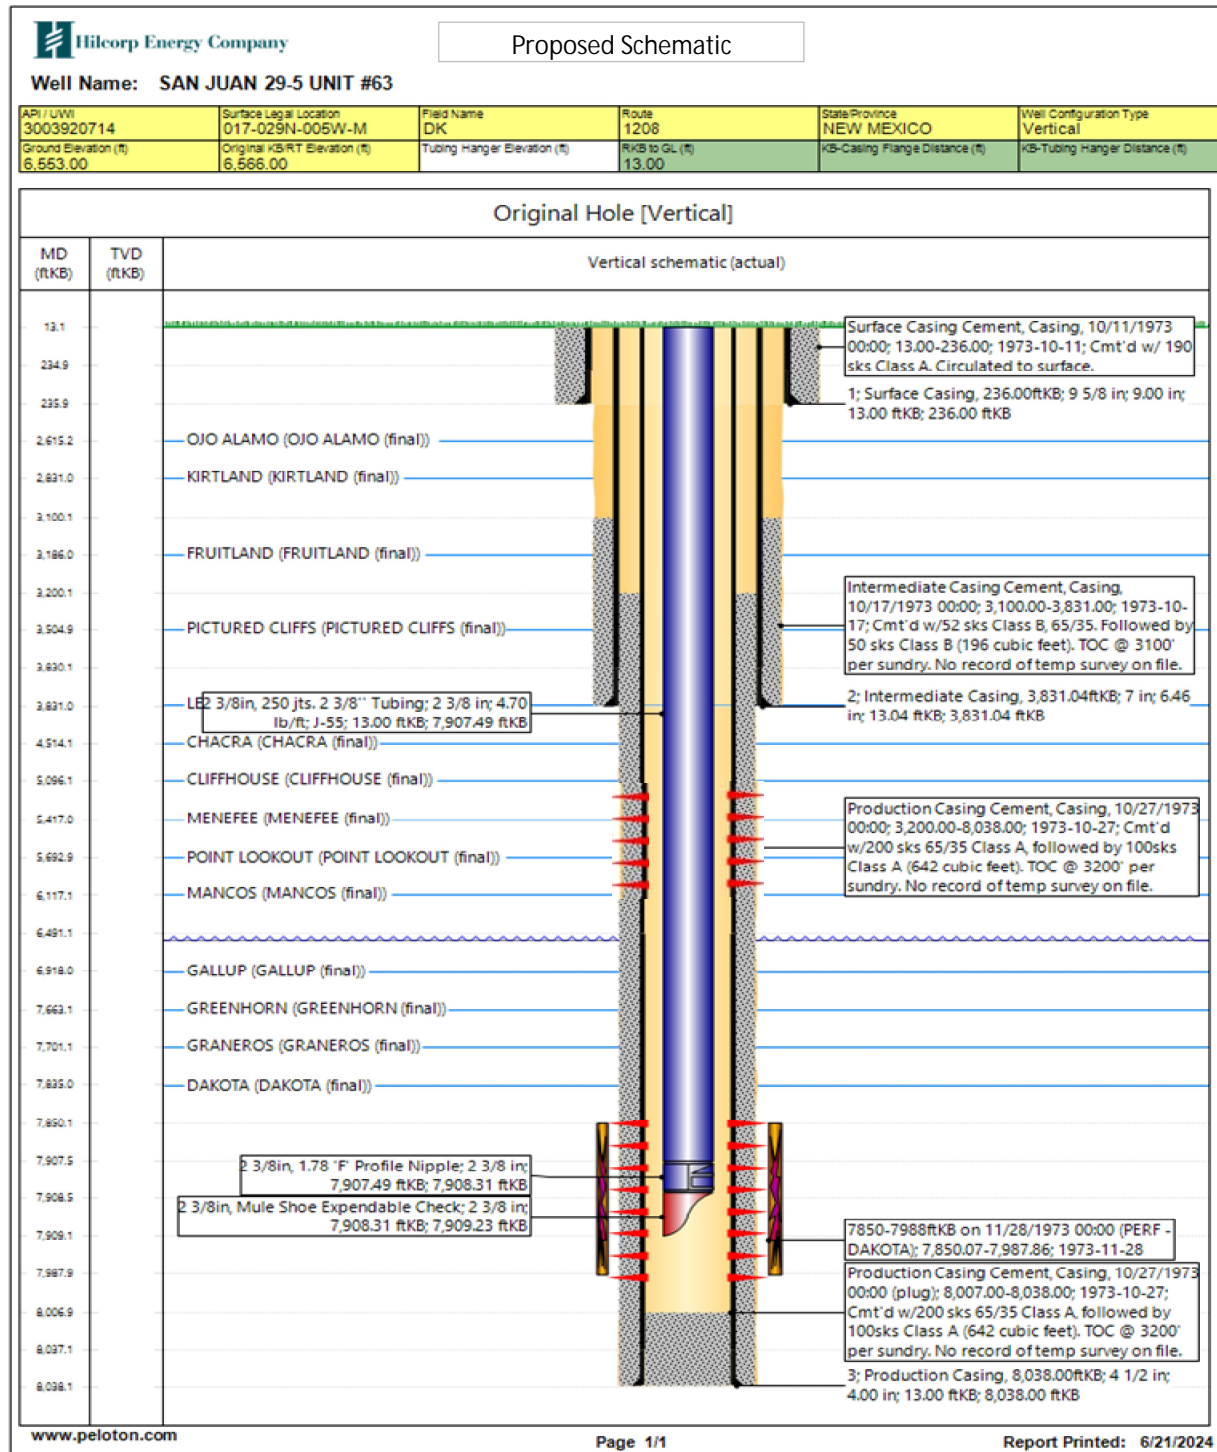 Hilcorp Energy Company
Proposed Schematic
Well Name: SAN JUAN 29-5 UNIT #63
API / UWI
3003920714
Surface Legal Location
017-029N-005W-M
Field Name
DK
Route
1208
State/Province
NEW MEXICO
Well Configuration Type
Vertical
Ground Elevation (ft)
6,553.00
Original KB/RT Elevation (ft)
6,566.00
Tubing Hanger Elevation (ft)
RKB to GL (ft)
13.00
KB-Casing Flange Distance (ft)
KB-Tubing Hanger Distance (ft)
Original Hole [Vertical]
MD
(ftKB)
TVD
(ftKB)
Vertical schematic (actual)
13.1
Surface Casing Cement, Casing, 10/11/1973
00:00; 13.00-236.00; 1973-10-11; Cmt'd w/ 190
sks Class A. Circulated to surface.
234.9
235.9
1; Surface Casing, 236.00ftKB; 9 5/8 in; 9.00 in;
13.00 ftKB; 236.00 ftKB
2,615.2
OJO ALAMO (OJO ALAMO (final))
2,831.0
KIRTLAND (KIRTLAND (final))
3,100.1
3,186.0
FRUITLAND (FRUITLAND (final))
3,200.1
Intermediate Casing Cement, Casing,
10/17/1973 00:00; 3,100.00-3,831.00; 1973-10-
17; Cmt'd w/52 sks Class B, 65/35. Followed by
50 sks Class B (196 cubic feet). TOC @ 3100'
per sundry. No record of temp survey on file.
3,504.9
PICTURED CLIFFS (PICTURED CLIFFS (final))
3,830.1
3,831.0
LE
2 3/8in, 250 jts. 2 3/8'' Tubing; 2 3/8 in; 4.70
lb/ft; J-55; 13.00 ftKB; 7,907.49 ftKB
2; Intermediate Casing, 3,831.04ftKB; 7 in; 6.46
in; 13.04 ftKB; 3,831.04 ftKB
4,514.1
CHACRA (CHACRA (final))
5,096.1
CLIFFHOUSE (CLIFFHOUSE (final))
5,417.0
MENEFEE (MENEFEE (final))
Production Casing Cement, Casing, 10/27/1973
00:00; 3,200.00-8,038.00; 1973-10-27; Cmt'd
w/200 sks 65/35 Class A, followed by 100sks
Class A (642 cubic feet). TOC @ 3200' per
sundry. No record of temp survey on file.
5,692.9
POINT LOOKOUT (POINT LOOKOUT (final))
6,117.1
MANCOS (MANCOS (final))
6,491.1
6,918.0
GALLUP (GALLUP (final))
7,663.1
GREENHORN (GREENHORN (final))
7,701.1
GRANEROS (GRANEROS (final))
7,835.0
DAKOTA (DAKOTA (final))
7,850.1
7,907.5
2 3/8in, 1.78 'F' Profile Nipple; 2 3/8 in;
7,907.49 ftKB; 7,908.31 ftKB
7,908.5
2 3/8in, Mule Shoe Expendable Check; 2 3/8 in;
7,908.31 ftKB; 7,909.23 ftKB
7,909.1
7850-7988ftKB on 11/28/1973 00:00 (PERF -
DAKOTA); 7,850.07-7,987.86; 1973-11-28
7,987.9
Production Casing Cement, Casing, 10/27/1973
00:00 (plug); 8,007.00-8,038.00; 1973-10-27;
Cmt'd w/200 sks 65/35 Class A, followed by
100sks Class A (642 cubic feet). TOC @ 3200'
per sundry. No record of temp survey on file.
8,006.9
8,037.1
8,038.1
3; Production Casing, 8,038.00ftKB; 4 1/2 in;
4.00 in; 13.00 ftKB; 8,038.00 ftKB
www.peloton.com
Page 1/1
Report Printed: 6/21/2024